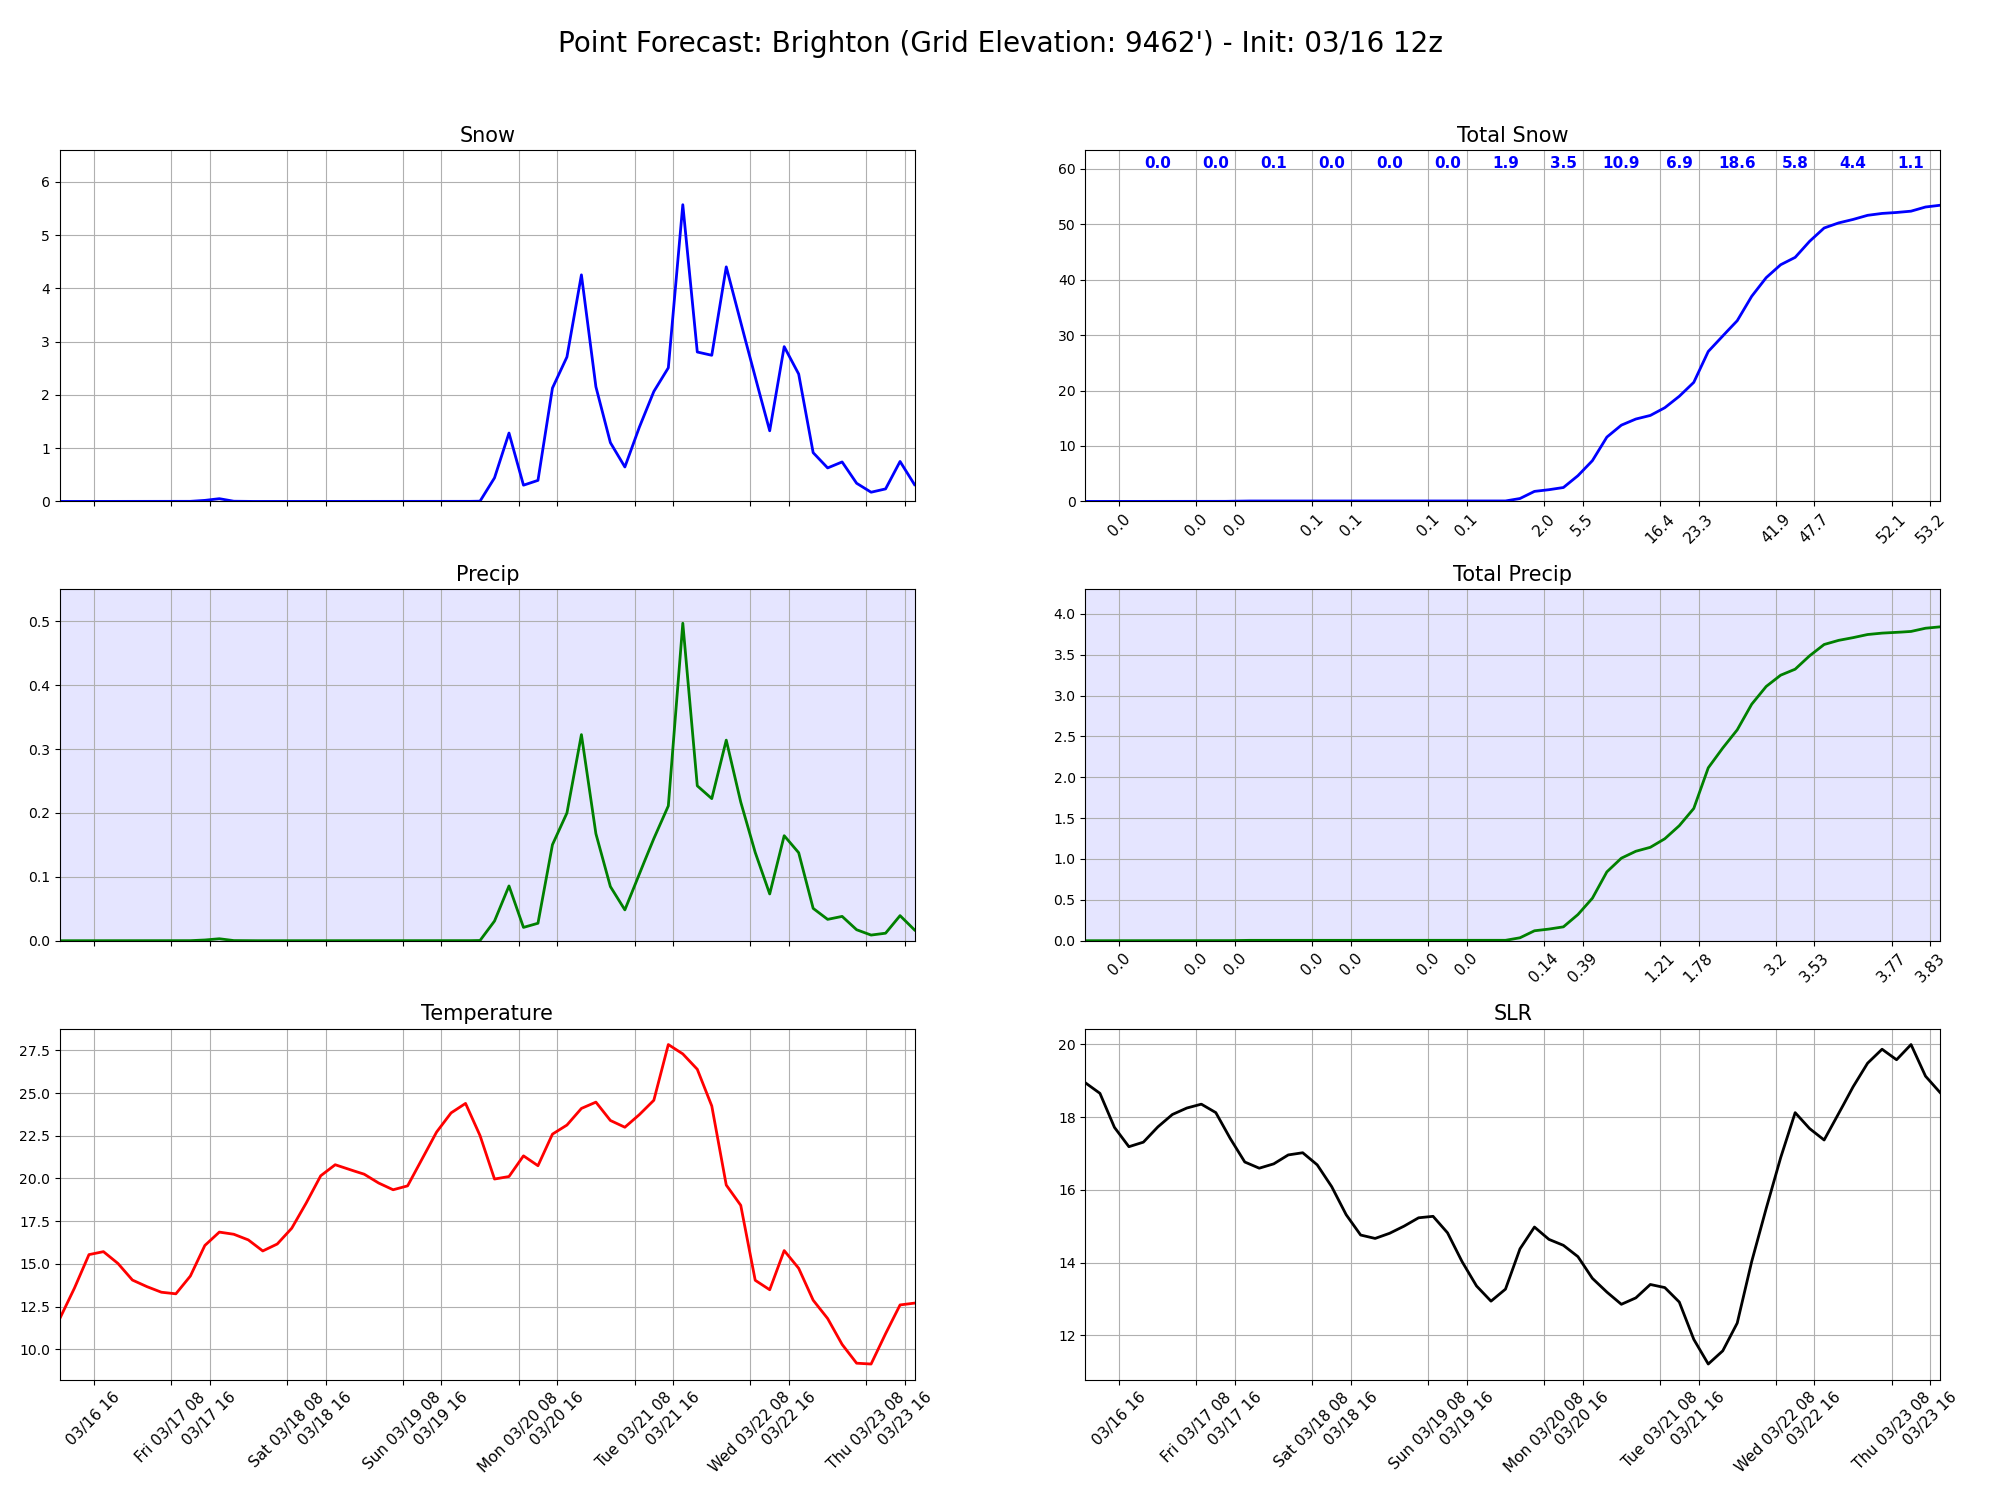 Point Forecast: Brighton (Grid Elevation: 9462') - Init: 03/16 12z
Snow
6
5
4
3
2
1
0
Total Snow
0.0 0.0 0.1 0.0 0.0 0.0 1.9 3.5 10.9 6.9 18.6 5.8 4.4 1.1
60
50
40
30
20
10
0
0.0 0.0 0.0 0.1 0.1 0.1 0.1 2.0 5.5 16.4 23.3 41.9 47.7 52.1 53.2
Precip
0.5
0.4
0.3
0.2
0.1
0.0
Total Precip
4.0
3.5
3.0
2.5
2.0
1.5
1.0
0.5
0.0
0.0 0.0 0.0 0.0 0.0 0.0 0.0 0.14 0.39 1.21 1.78 3.2 3.53 3.77 3.83
Temperature
27.5
25.0
22.5
20.0
17.5
15.0
12.5
10.0
03/16 16
Fri 03/17 08
03/17 16
Sat 03/18 08
03/18 16
Sun 03/19 08
03/19 16
Mon 03/20 08
03/20 16
Tue 03/21 08
03/21 16
Wed 03/22 08
03/22 16
Thu 03/23 08
03/23 16
SLR
20
18
16
14
12
03/16 16
Fri 03/17 08
03/17 16
Sat 03/18 08
03/18 16
Sun 03/19 08
03/19 16
Mon 03/20 08
03/20 16
Tue 03/21 08
03/21 16
Wed 03/22 08
03/22 16
Thu 03/23 08
03/23 16